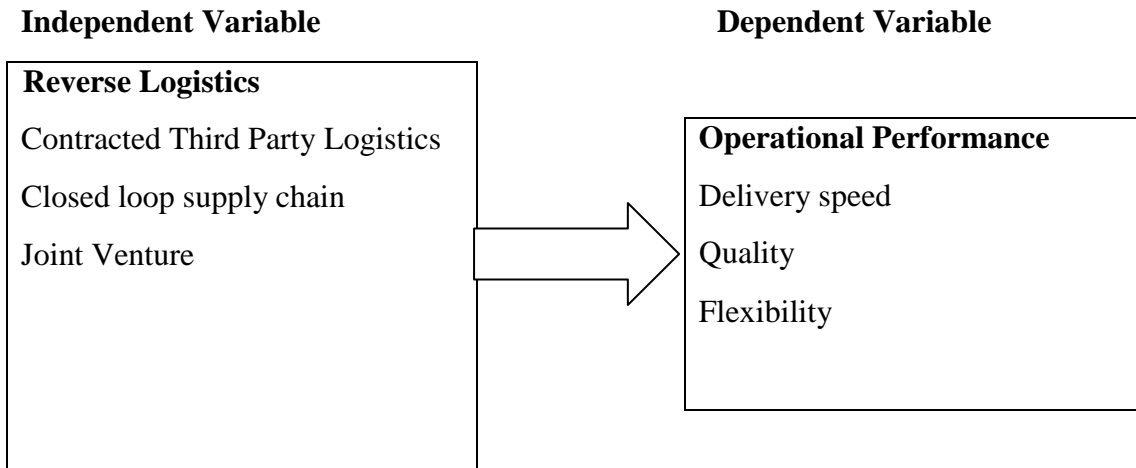 Independent Variable
Dependent Variable
Reverse Logistics
Contracted Third Party Logistics
Closed loop supply chain
Joint Venture
Operational Performance
Delivery speed
Quality
Flexibility